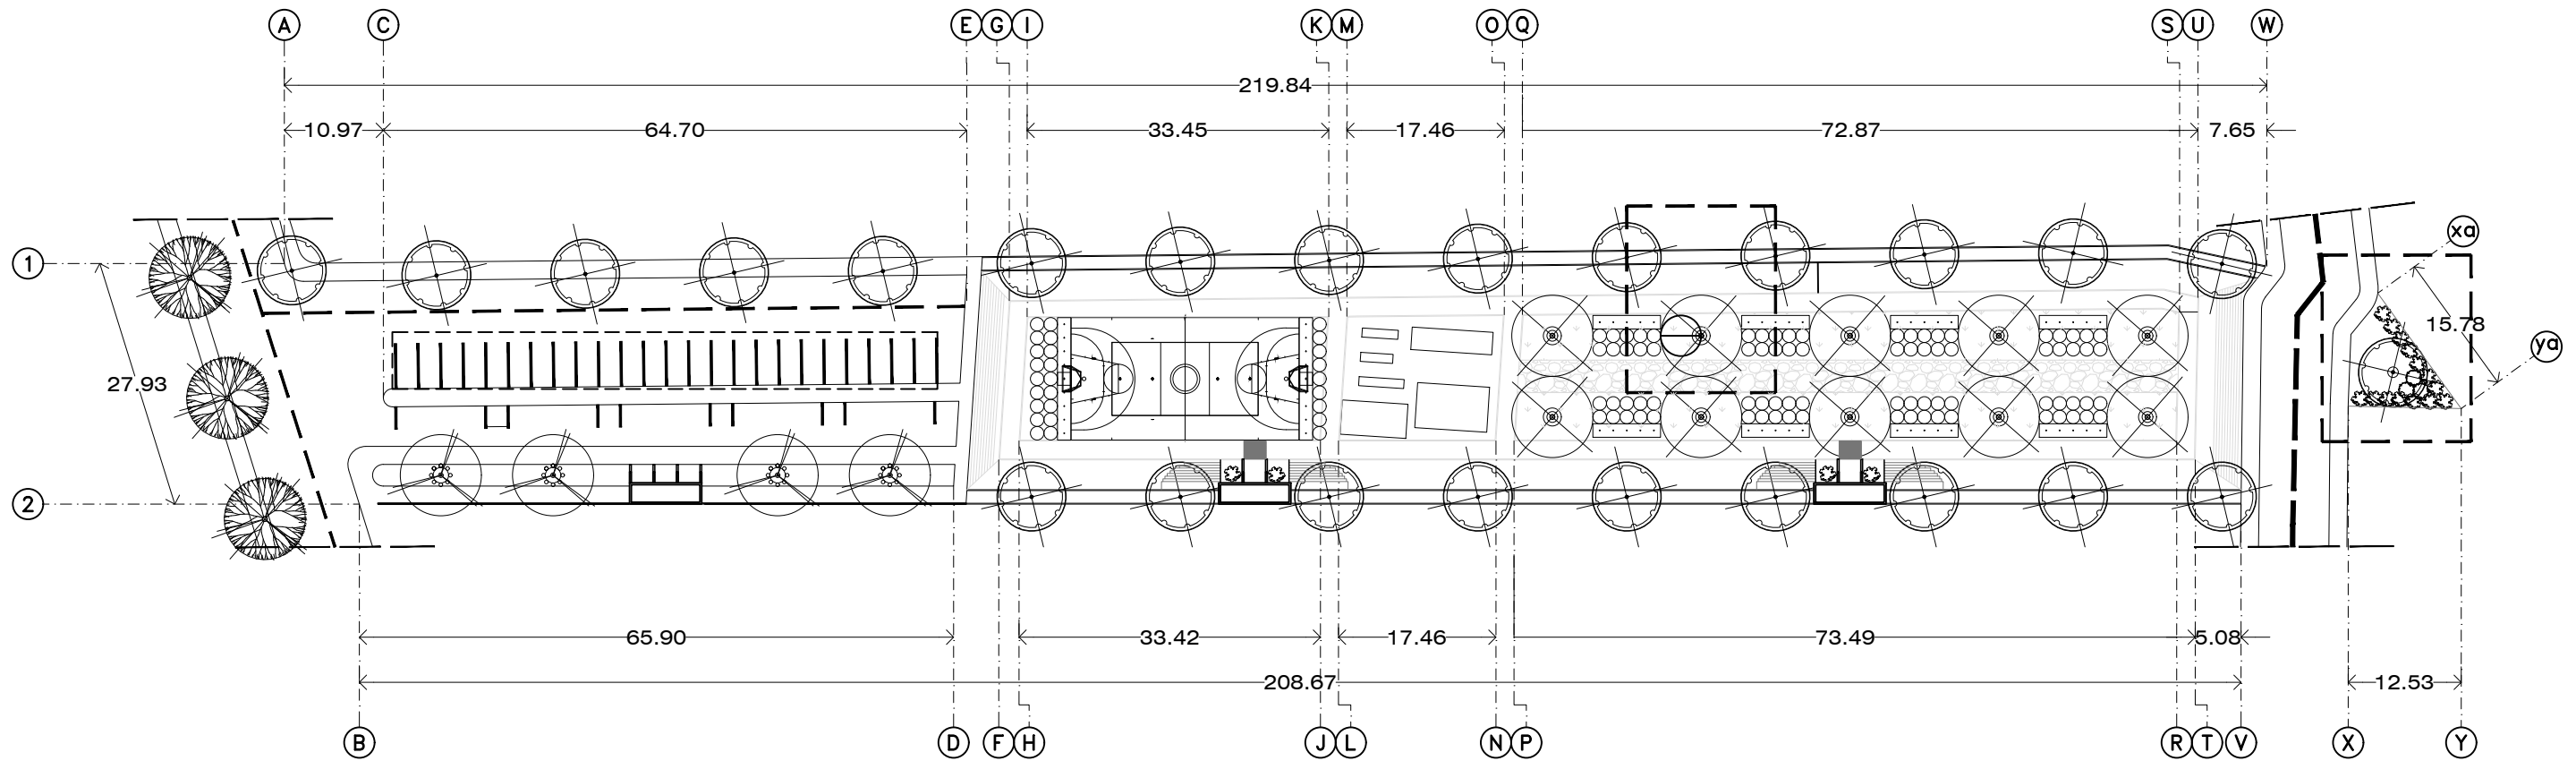 A C E G I K M O Q S U W
219.84
10.97 64.70 33.45 17.46 72.87 7.65
xa
1
15.78
ya
27.93
2
65.90 33.42 17.46 73.49 5.08
208.67 12.53
B D F H J L N P R T V X Y